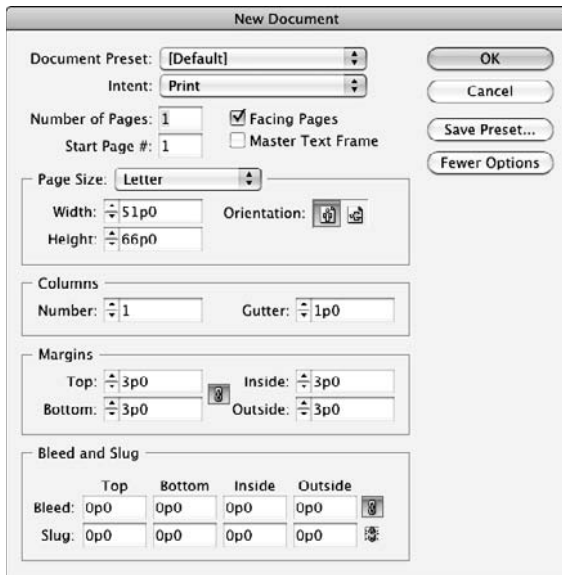 New Document
Document Preset: [Default]
OK
Intent: Print
Cancel
Number of Pages: 1
Facing Pages
Save Preset...
Start Page #: 1
Master Text Frame
Fewer Options
Page Size: Letter
Width: 51p0
Orientation:
Height: 66p0
Columns
Number: 1
Gutter: 1p0
Margins
Top: 3p0
Inside: 3p0
Bottom: 3p0
Outside: 3p0
Bleed and Slug
Top Bottom Inside Outside
Bleed: 0p0 0p0 0p0 0p0
Slug: 0p0 0p0 0p0 0p0